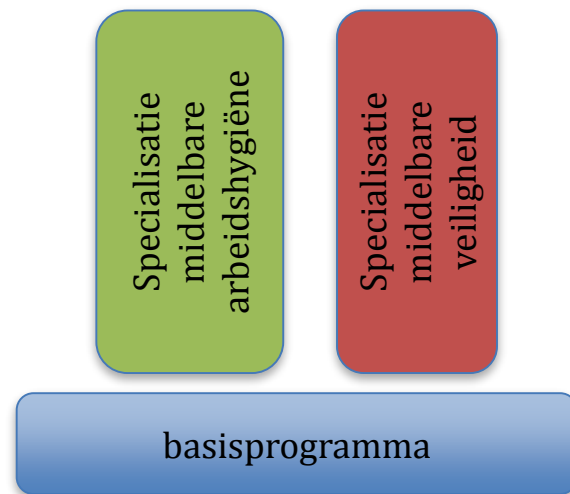 Specialisatie
middelbare
arbeidshygiëne
Specialisatie
middelbare
veiligheid
basisprogramma